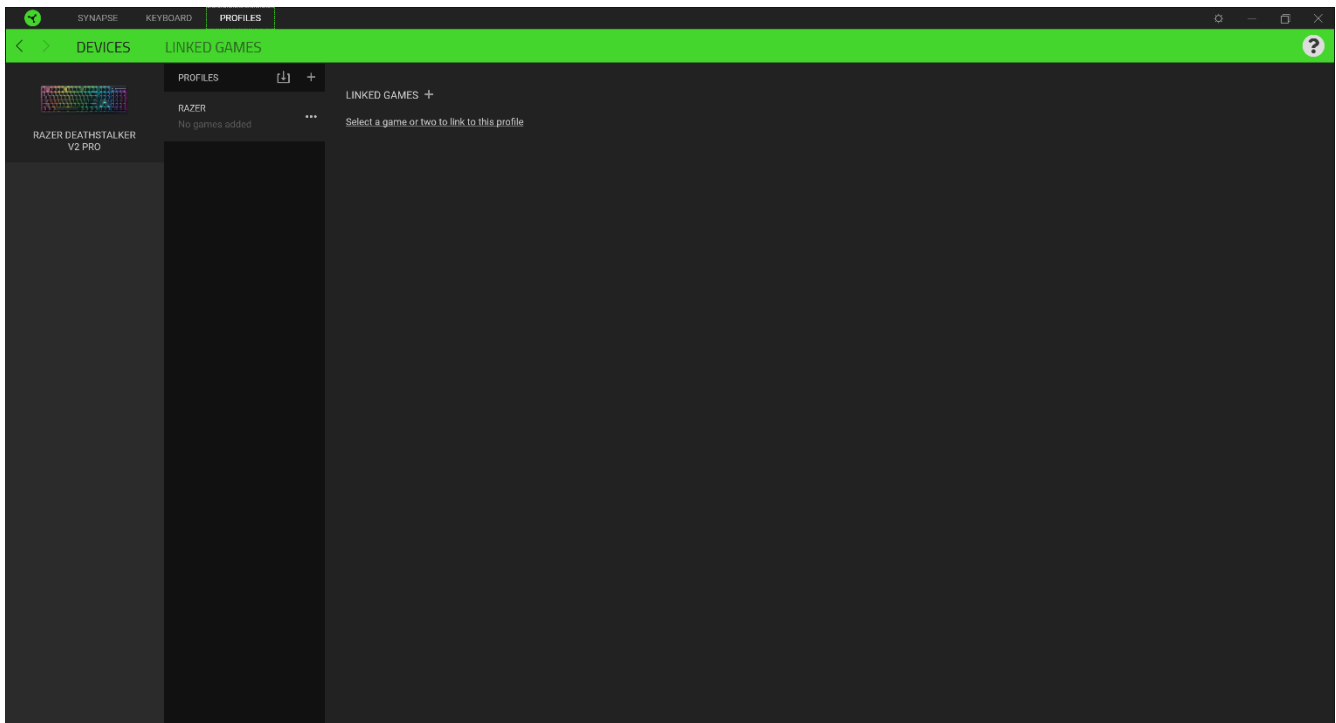 SYNAPSE KEYBOARD PROFILES
DEVICES LINKED GAMES
?
PROFILES
RAZER
No games added
RAZER DEATHSTALKER
V2 PRO
LINKED GAMES +
Select a game or two to link to this profile